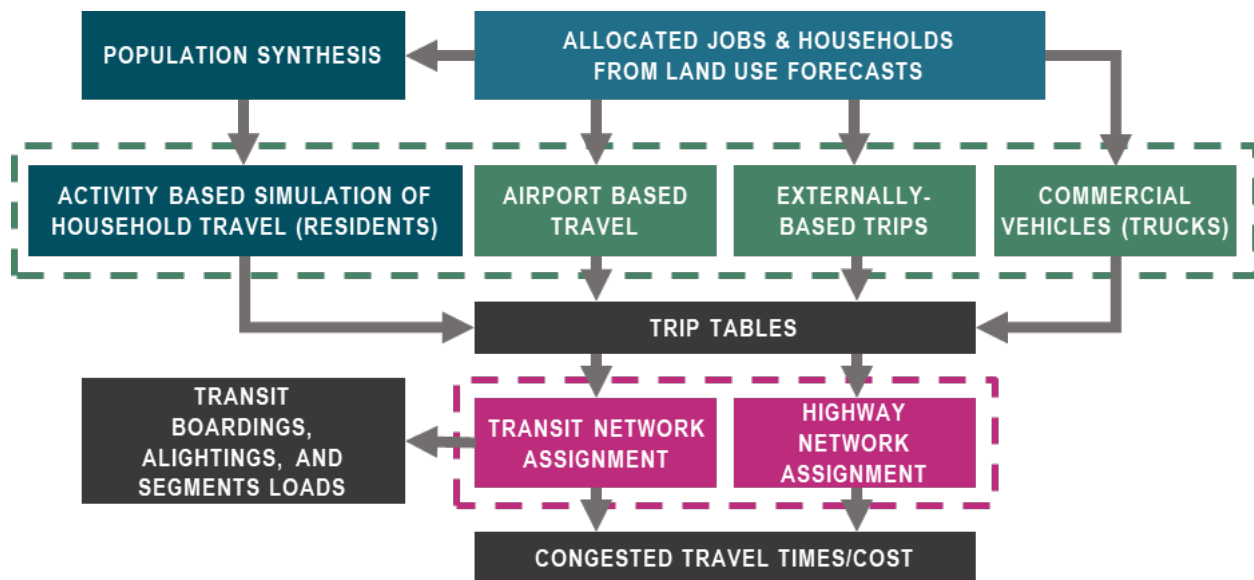 POPULATION SYNTHESIS
ALLOCATED JOBS & HOUSEHOLDS
FROM LAND USE FORECASTS
ACTIVITY BASED SIMULATION OF
HOUSEHOLD TRAVEL (RESIDENTS)
AIRPORT BASED
TRAVEL
EXTERNALLY-
BASED TRIPS
COMMERCIAL
VEHICLES (TRUCKS)
TRIP TABLES
TRANSIT
BOARDINGS,
ALIGHTINGS, AND
SEGMENTS LOADS
TRANSIT NETWORK
ASSIGNMENT
HIGHWAY
NETWORK
ASSIGNMENT
CONGESTED TRAVEL TIMES/COST